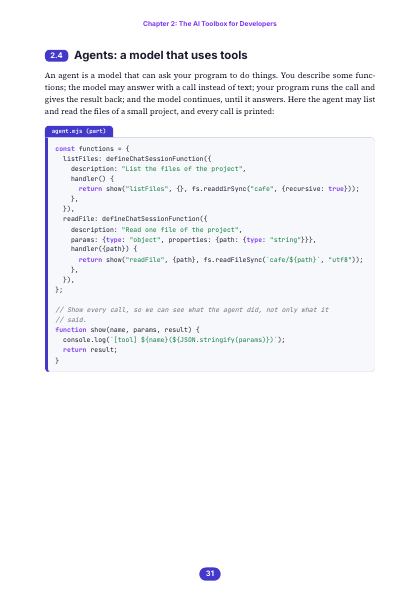 Chapter 2: The AI Toolbox for Developers
2.4 Agents: a model that uses tools
An agent is a model that can ask your program to do things. You describe some func-
tions; the model may answer with a call instead of text; your program runs the call and
gives the result back; and the model continues, until it answers. Here the agent may list
and read the files of a small project, and every call is printed:
agent.ejs (part)
const functions = {
  listFiles: defineChatSessionFunction({
    description: "List the files of the project",
    handler() {
      return show("listFiles", {}, fs.readdirSync("cafe", {recursive: true}));
    },
  }),
  readFile: defineChatSessionFunction({
    description: "Read one file of the project",
    params: {type: "object", properties: {path: {type: "string"}}},
    handler({path}) {
      return show("readFile", {path}, fs.readFileSync(`cafe/${path}`, "utf8"));
    },
  }),
};
// Show every call, so we can see what the agent did, not only what it
// said.
function show(name, params, result) {
  console.log(`[tool] ${name}(${JSON.stringify(params)})`);
  return result;
}
31